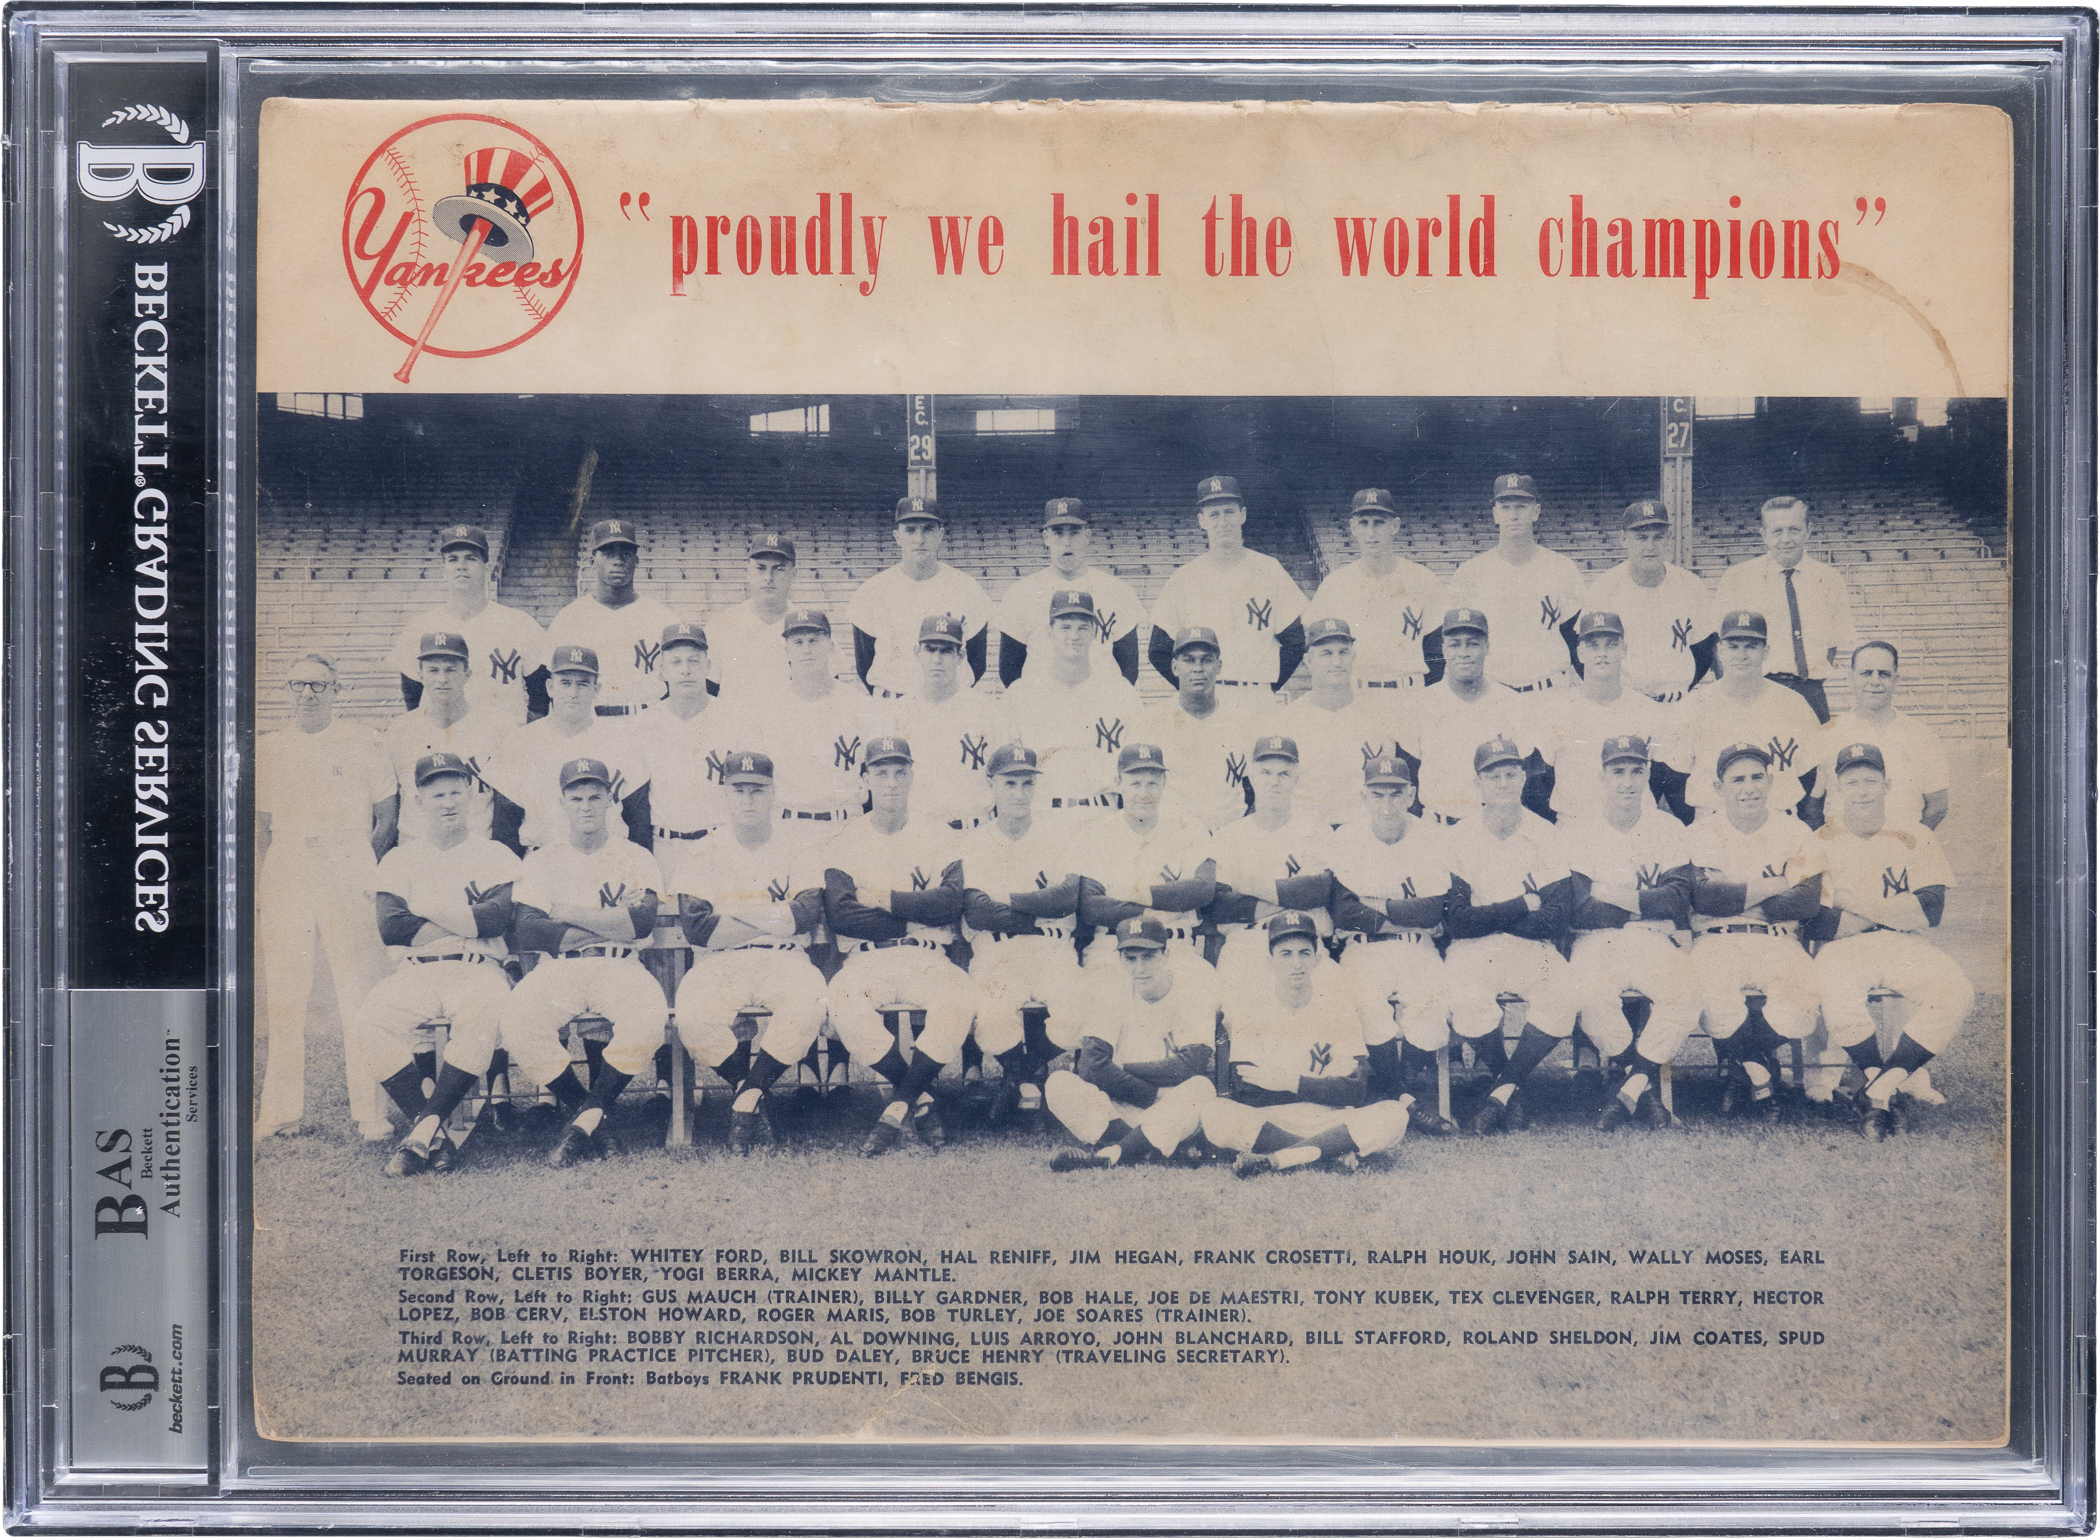 Yankees
“proudly we hail the world champions”
E
C.
29
C.
27
First Row, Left to Right: WHITEY FORD, BILL SKOWRON, HAL RENIFF, JIM HEGAN, FRANK CROSETTI, RALPH HOUK, JOHN SAIN, WALLY MOSES, EARL
TORGESON, CLETIS BOYER, YOGI BERRA, MICKEY MANTLE.
Second Row, Left to Right: GUS MAUCH (TRAINER), BILLY GARDNER, BOB HALE, JOE DE MAESTRI, TONY KUBEK, TEX CLEVENGER, RALPH TERRY, HECTOR
LOPEZ, BOB CERV, ELSTON HOWARD, ROGER MARIS, BOB TURLEY, JOE SOARES (TRAINER).
Third Row, Left to Right: BOBBY RICHARDSON, AL DOWNING, LUIS ARROYO, JOHN BLANCHARD, BILL STAFFORD, ROLAND SHELDON, JIM COATES, SPUD
MURRAY (BATTING PRACTICE PITCHER), BUD DALEY, BRUCE HENRY (TRAVELING SECRETARY).
Seated on Ground in Front: Batboys FRANK PRUDENTI, FRED BENGIS.
B
BECKETT® GRADING SERVICES
BAS
Beckett
Authentication™
Services
B
beckett.com